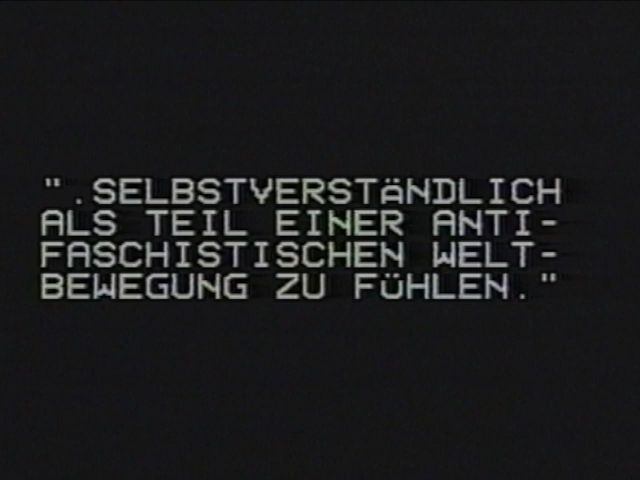 ".SELBSTVERSTäNDLICH
ALS TEIL EINER ANTI-
FASCHISTISCHEN WELT-
BEWEGUNG ZU FüHLEN."